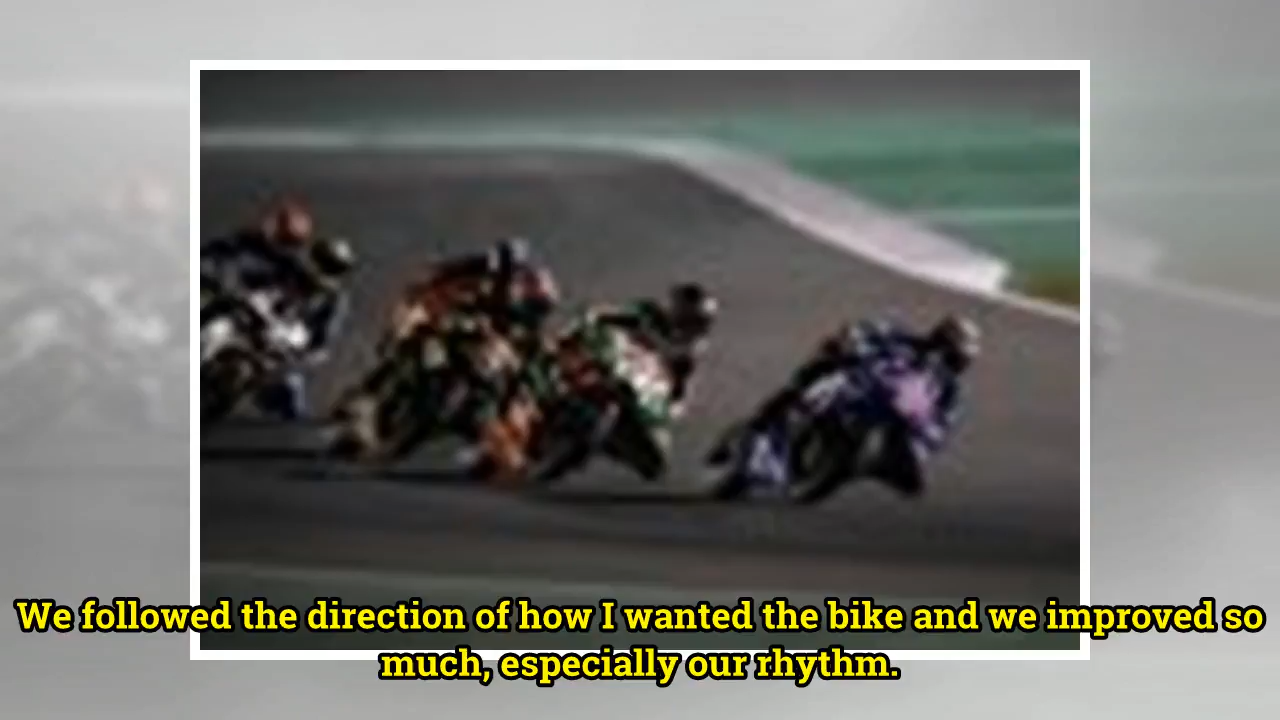 We followed the direction of how I wanted the bike and we improved so
much, especially our rhythm.